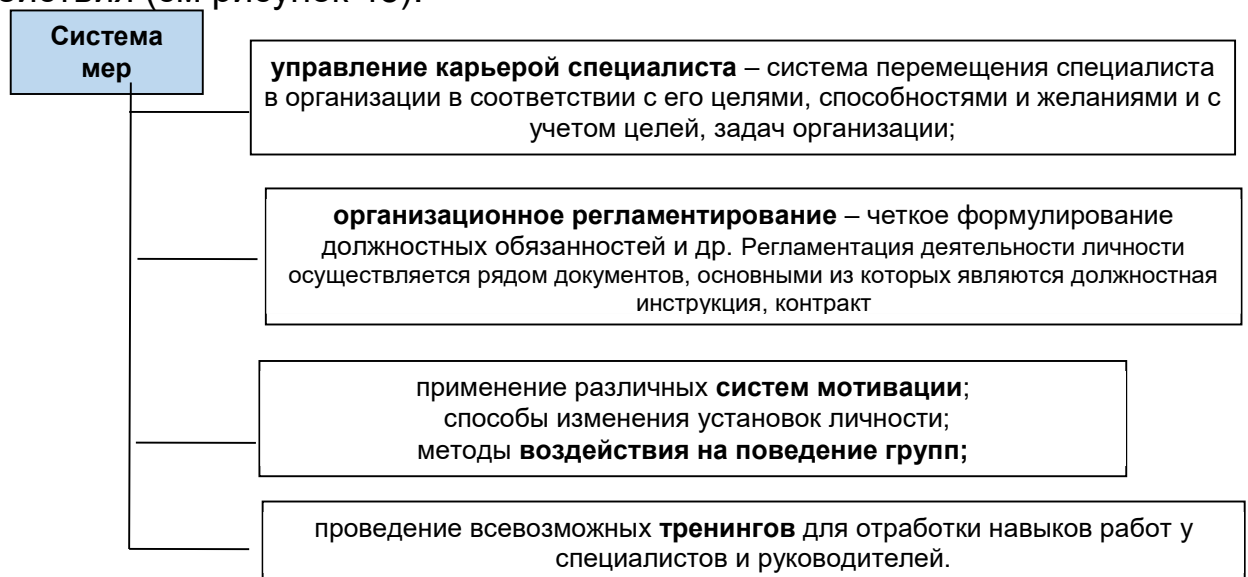 (см рисунок
Система
мер
управление карьерой специалиста – система перемещения специалиста
в организации в соответствии с его целями, способностями и желаниями и с
учетом целей, задач организации;
организационное регламентирование – четкое формулирование
должностных обязанностей и др. Регламентация деятельности личности
осуществляется рядом документов, основными из которых являются должностная
инструкция, контракт
применение различных систем мотивации;
способы изменения установок личности;
методы воздействия на поведение групп;
проведение всевозможных тренингов для отработки навыков работ у
специалистов и руководителей.